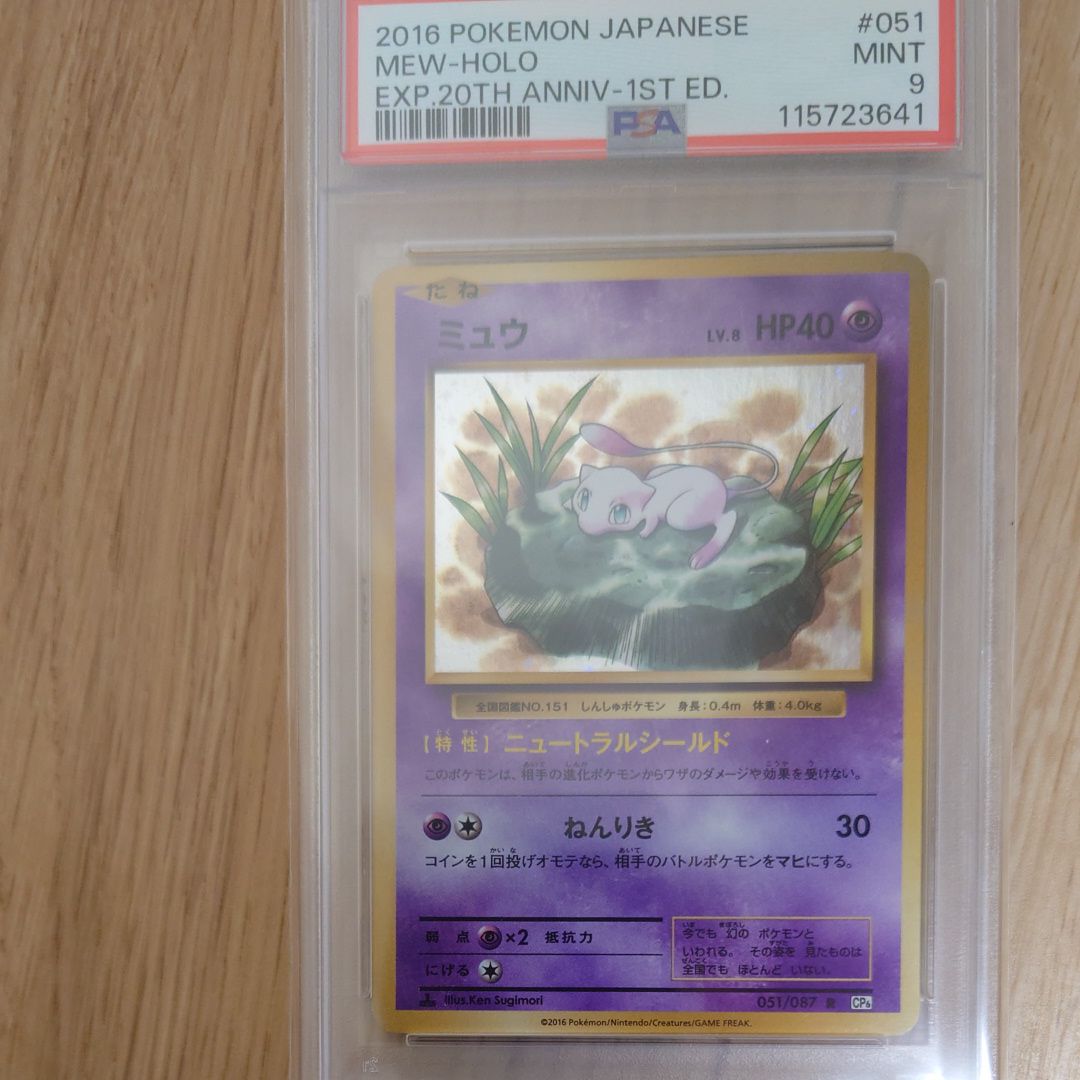 2016 POKEMON JAPANESE #051
MEW-HOLO MINT
EXP.20TH ANNIV-1ST ED. 9
PSA 115723641
たね
ミュウ LV.8 HP40
全国図鑑NO.151 しんしゅポケモン 身長:0.4m 体重:4.0kg
[特性] ニュートラルシールド
このポケモンは、相手の進化ポケモンからワザのダメージや効果を受けない。
ねんりき 30
コインを1回投げオモテなら、相手のバトルポケモンをマヒにする。
弱点 ×2 抵抗力
にげる
今でも 幻の ポケモンと
いわれる。 その姿を 見たものは
全国でも ほとんど いない。
Illus.Ken Sugimori 051/087 R CP6
©2016 Pokémon/Nintendo/Creatures/GAME FREAK.